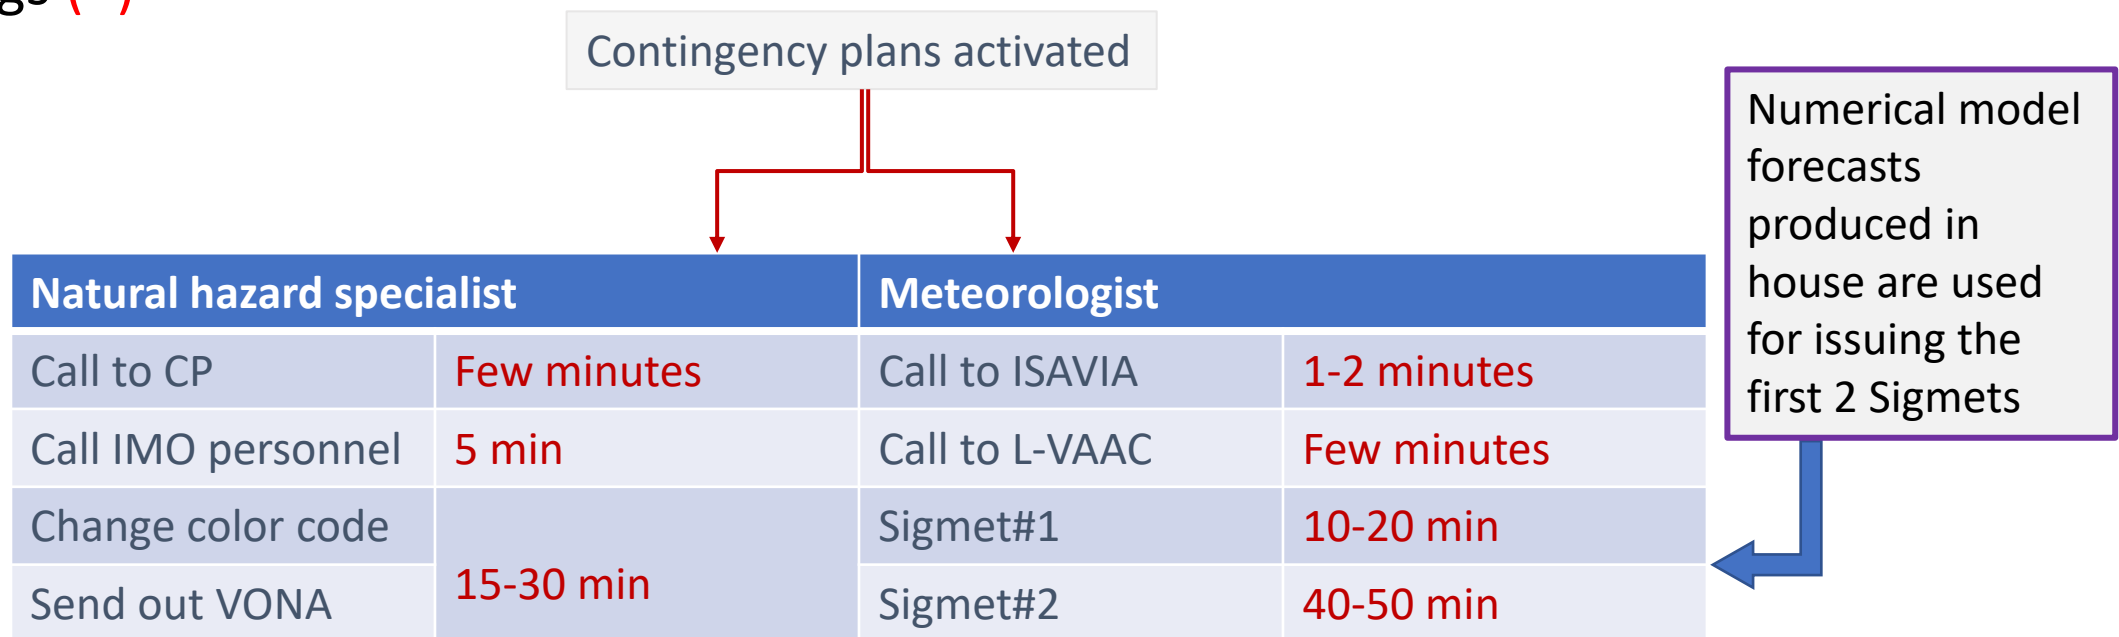 Contingency plans activated
Numerical model
forecasts
produced in
house are used
for issuing the
first 2 Sigmets
Natural hazard specialist Meteorologist
Call to CP Few minutes Call to ISAVIA 1-2 minutes
Call IMO personnel 5 min Call to L-VAAC Few minutes
Change color code Sigmet#1 10-20 min
15-30 min
Send out VONA Sigmet#2 40-50 min